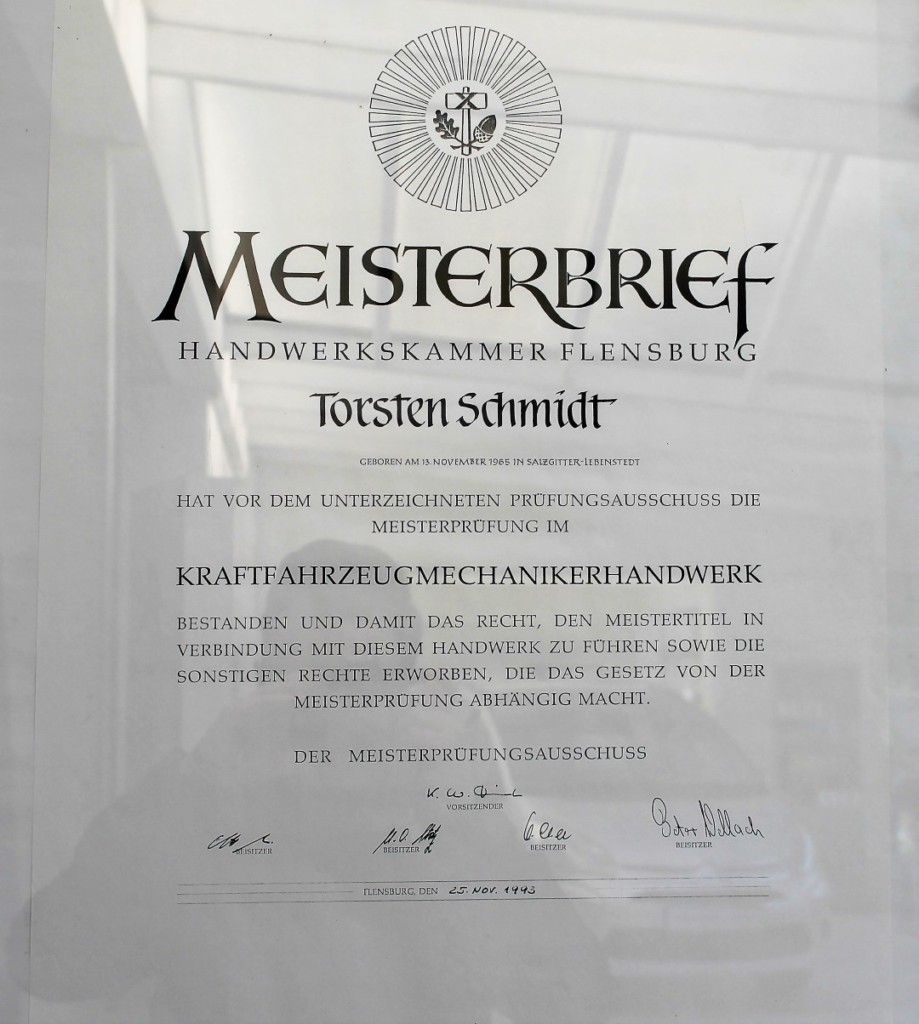 MEISTERBRIEF
HANDWERKSKAMMER FLENSBURG
Torsten Schmidt
GEBOREN AM 13. NOVEMBER 1965 IN SALZGITTER-LEBENSTEDT
HAT VOR DEM UNTERZEICHNETEN PRÜFUNGSAUSSCHUSS DIE
MEISTERPRÜFUNG IM
KRAFTFAHRZEUGMECHANIKERHANDWERK
BESTANDEN UND DAMIT DAS RECHT, DEN MEISTERTITEL IN
VERBINDUNG MIT DIESEM HANDWERK ZU FÜHREN SOWIE DIE
SONSTIGEN RECHTE ERWORBEN, DIE DAS GESETZ VON DER
MEISTERPRÜFUNG ABHÄNGIG MACHT.
DER MEISTERPRÜFUNGSAUSSCHUSS
K. W.
VORSITZENDER
BEISITZER BEISITZER BEISITZER BEISITZER
FLENSBURG, DEN 25. NOV. 1993